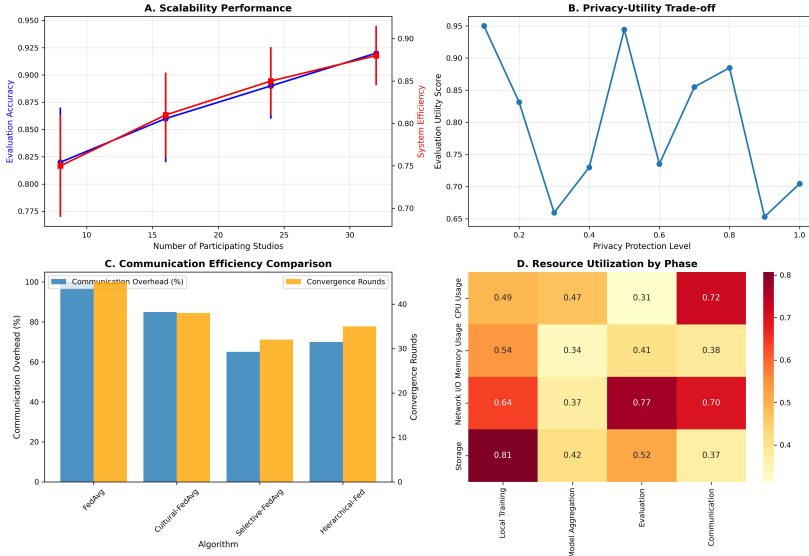 A. Scalability Performance
0.950
0.925
0.900
0.875
0.850
0.825
0.800
0.775
Evaluation Accuracy
0.90
0.85
0.80
0.75
0.70
System Efficiency
10 15 20 25 30
Number of Participating Studios
B. Privacy-Utility Trade-off
0.95
0.90
0.85
0.80
0.75
0.70
0.65
Evaluation Utility Score
0.2 0.4 0.6 0.8 1.0
Privacy Protection Level
C. Communication Efficiency Comparison
Communication Overhead (%)
Convergence Rounds
100
80
60
40
20
0
Communication Overhead (%)
40
30
20
10
0
Convergence Rounds
FedAvg
Cultural-FedAvg
Selective-FedAvg
Hierarchical-Fed
Algorithm
D. Resource Utilization by Phase
CPU Usage
0.49 0.47 0.31 0.72
Memory Usage
0.54 0.34 0.41 0.38
Network I/O
0.64 0.37 0.77 0.70
Storage
0.81 0.42 0.52 0.37
Local Training
Model Aggregation
Evaluation
Communication
0.8
0.7
0.6
0.5
0.4